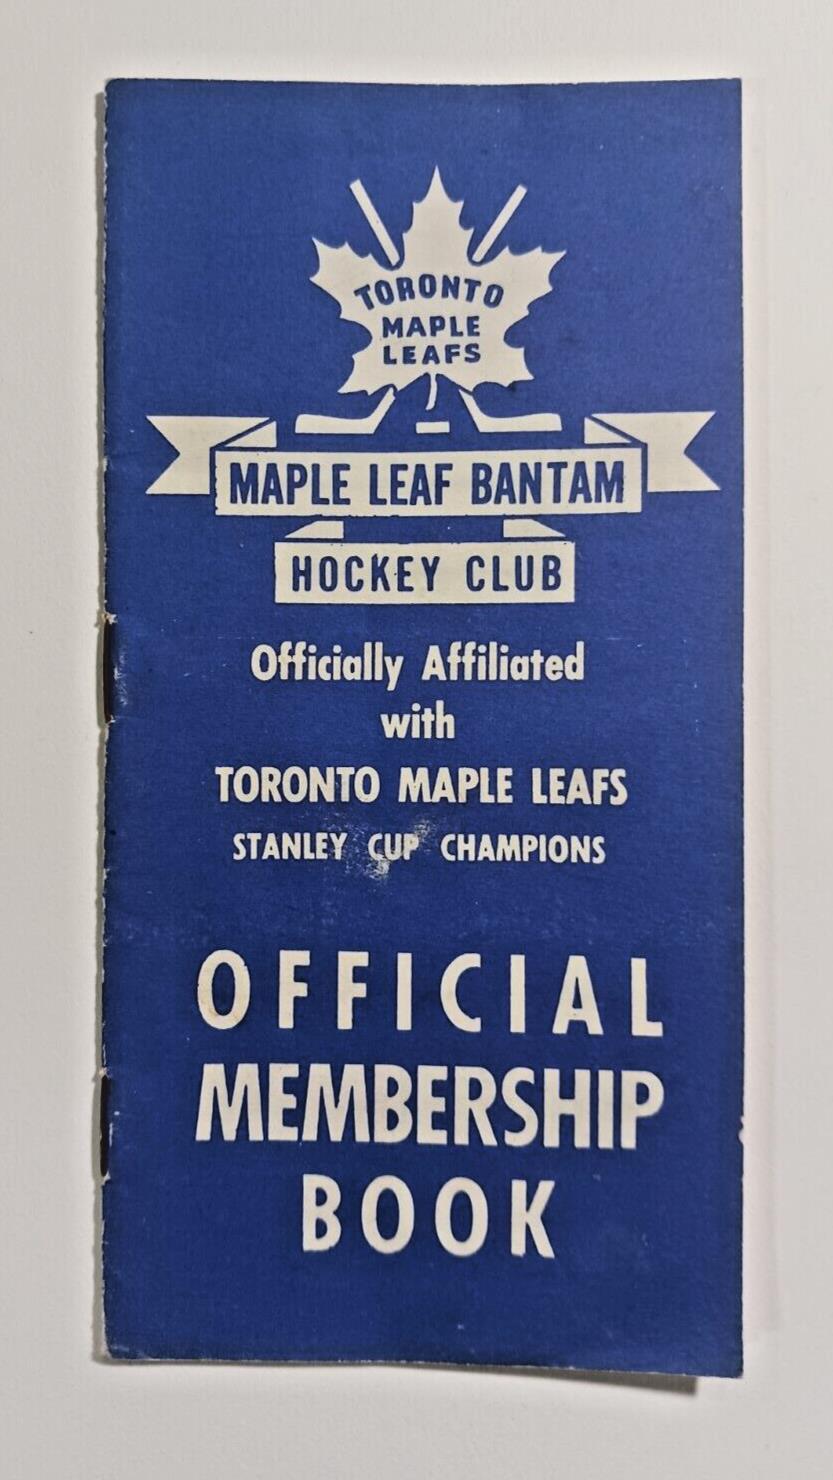 TORONTO
MAPLE
LEAFS
MAPLE LEAF BANTAM
HOCKEY CLUB
Officially Affiliated
with
TORONTO MAPLE LEAFS
STANLEY CUP CHAMPIONS
OFFICIAL
MEMBERSHIP
BOOK